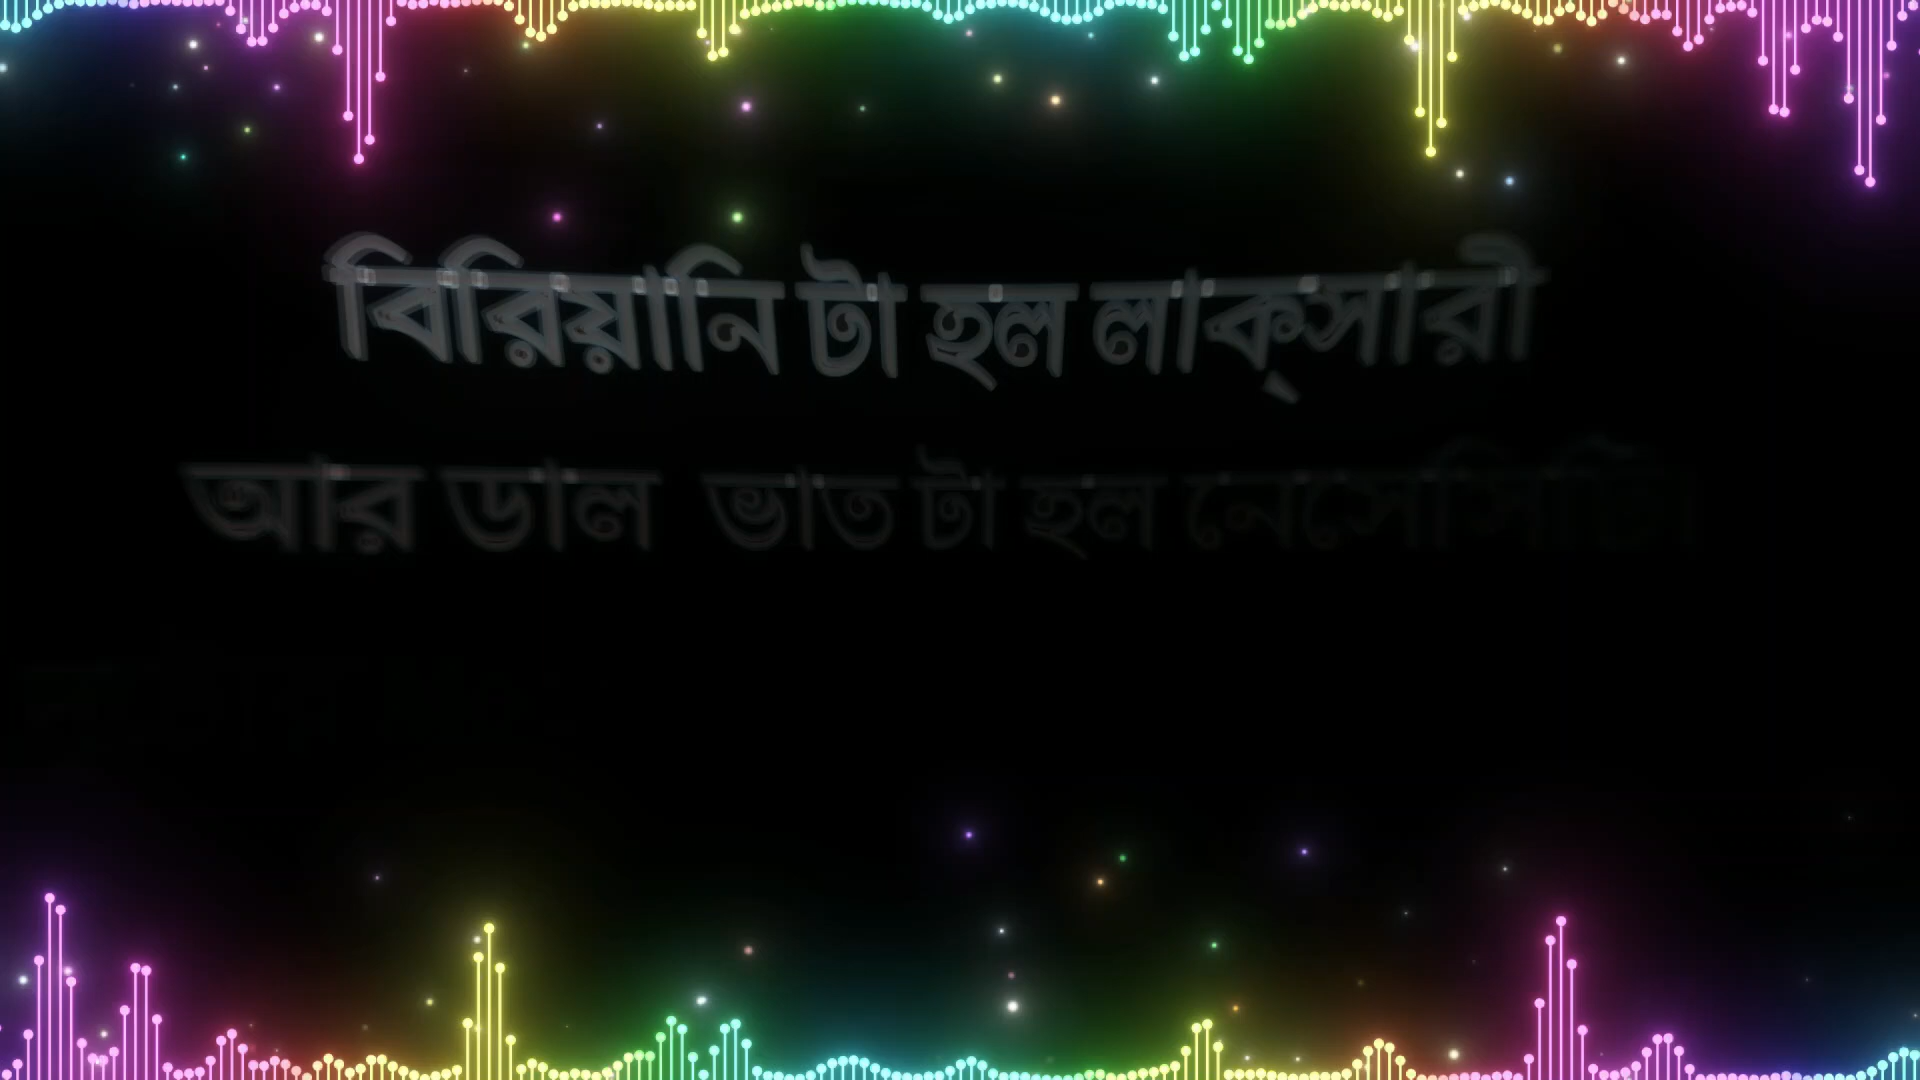 বিরিয়ানি টা হল লাক্সারী
আর ডাল ভাত টা হল নেসেসিটি